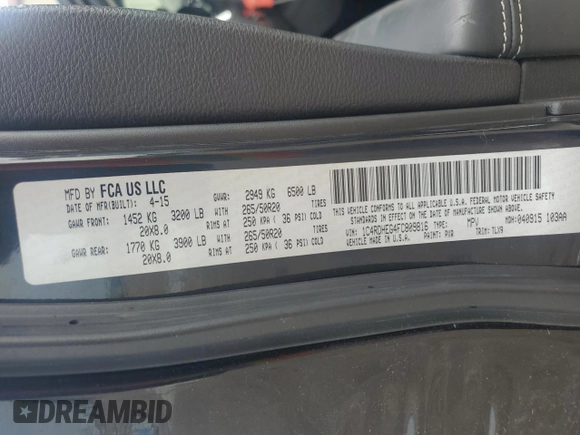 MFD BY FCA US LLC
DATE OF MFR(BUILT): 4-15 GVWR: 2949 KG 6500 LB
GAWR: FRONT: 1452 KG 3200 LB WITH TIRES 265/50R20
20X8.0 RIMS AT 250 KPA ( 36 PSI) COLD
GAWR: REAR: 1770 KG 3900 LB WITH TIRES 265/50R20
20X8.0 RIMS AT 250 KPA ( 36 PSI) COLD
THIS VEHICLE CONFORMS TO ALL APPLICABLE U.S.A. FEDERAL MOTOR VEHICLE SAFETY
STANDARDS IN EFFECT ON THE DATE OF MANUFACTURE SHOWN ABOVE.
VIN: 1C4RDHEG4FC809816 TYPE: MPV MDH:040915 103AA
VEHICLE MADE IN U.S.A. PAINT: PXR TRIM: TLX9
DREAMBID